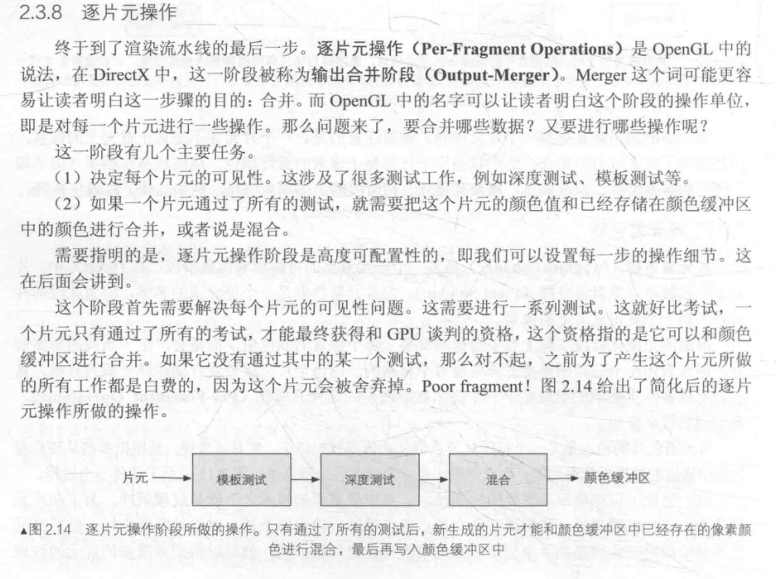 2.3.8 逐片元操作
终于到了渲染流水线的最后一步。逐片元操作（Per-Fragment Operations）是 OpenGL 中的
说法，在 DirectX 中，这一阶段被称为输出合并阶段（Output-Merger）。Merger 这个词可能更容
易让读者明白这一步骤的目的：合并。而 OpenGL 中的名字可以让读者明白这个阶段的操作单位，
即是对每一个片元进行一些操作。那么问题来了，要合并哪些数据？又要进行哪些操作呢？
这一阶段有几个主要任务。
（1）决定每个片元的可见性。这涉及了很多测试工作，例如深度测试、模板测试等。
（2）如果一个片元通过了所有的测试，就需要把这个片元的颜色值和已经存储在颜色缓冲区
中的颜色进行合并，或者说是混合。
需要指明的是，逐片元操作阶段是高度可配置性的，即我们可以设置每一步的操作细节。这
在后面会讲到。
这个阶段首先需要解决每个片元的可见性问题。这需要进行一系列测试。这就好比考试，一
个片元只有通过了所有的考试，才能最终获得和 GPU 谈判的资格，这个资格指的是它可以和颜色
缓冲区进行合并。如果它没有通过其中的某一个测试，那么对不起，之前为了产生这个片元所做
的所有工作都是白费的，因为这个片元会被舍弃掉。Poor fragment！图 2.14 给出了简化后的逐片
元操作所做的操作。
片元 模板测试 深度测试 混合 颜色缓冲区
▲图 2.14 逐片元操作阶段所做的操作。只有通过了所有的测试后，新生成的片元才能和颜色缓冲区中已经存在的像素颜
色进行混合，最后再写入颜色缓冲区中